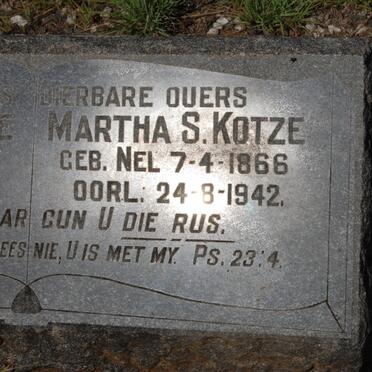 DIERBARE OUERS
E MARTHA S. KOTZE
GEB. NEL 7-4-1866
OORL. 24-8-1942.
AR GUN U DIE RUS.
EES NIE, U IS MET MY. PS. 23:4.